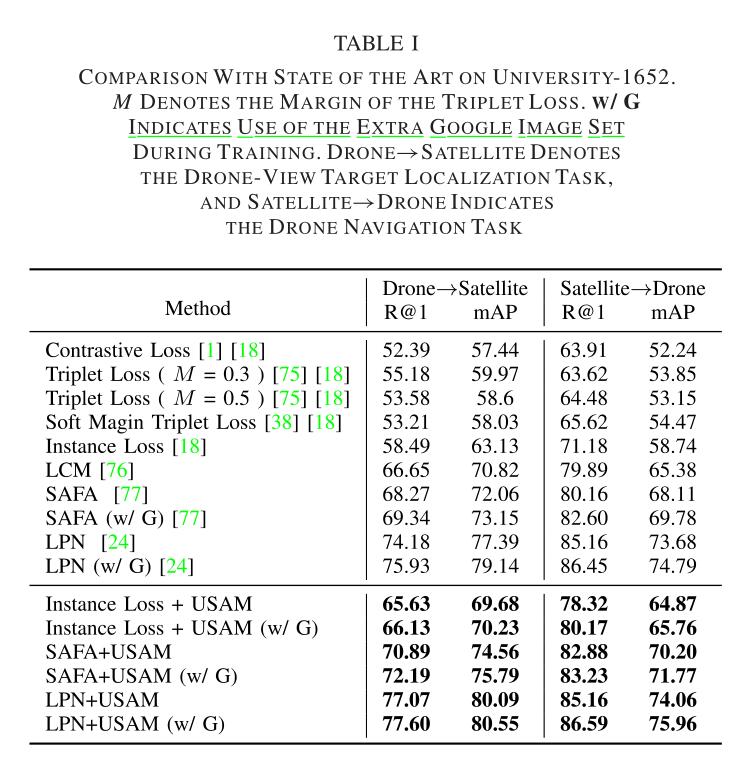 TABLE I
COMPARISON WITH STATE OF THE ART ON UNIVERSITY-1652.
M DENOTES THE MARGIN OF THE TRIPLET LOSS. w/ G
INDICATES USE OF THE EXTRA GOOGLE IMAGE SET
DURING TRAINING. DRONE→SATELLITE DENOTES
THE DRONE-VIEW TARGET LOCALIZATION TASK,
AND SATELLITE→DRONE INDICATES
THE DRONE NAVIGATION TASK
Method Drone→Satellite Satellite→Drone
R@1 mAP R@1 mAP
Contrastive Loss [1] [18] 52.39 57.44 63.91 52.24
Triplet Loss ( M = 0.3 ) [75] [18] 55.18 59.97 63.62 53.85
Triplet Loss ( M = 0.5 ) [75] [18] 53.58 58.6 64.48 53.15
Soft Magin Triplet Loss [38] [18] 53.21 58.03 65.62 54.47
Instance Loss [18] 58.49 63.13 71.18 58.74
LCM [76] 66.65 70.82 79.89 65.38
SAFA [77] 68.27 72.06 80.16 68.11
SAFA (w/ G) [77] 69.34 73.15 82.60 69.78
LPN [24] 74.18 77.39 85.16 73.68
LPN (w/ G) [24] 75.93 79.14 86.45 74.79
Instance Loss + USAM 65.63 69.68 78.32 64.87
Instance Loss + USAM (w/ G) 66.13 70.23 80.17 65.76
SAFA+USAM 70.89 74.56 82.88 70.20
SAFA+USAM (w/ G) 72.19 75.79 83.23 71.77
LPN+USAM 77.07 80.09 85.16 74.06
LPN+USAM (w/ G) 77.60 80.55 86.59 75.96